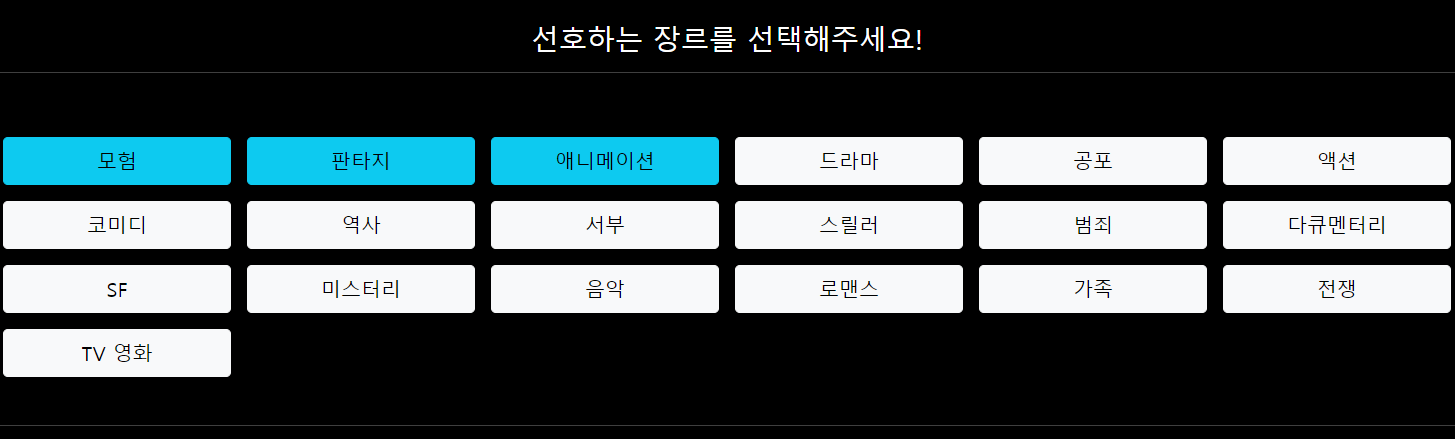 선호하는 장르를 선택해주세요!
모험 판타지 애니메이션 드라마 공포 액션
코미디 역사 서부 스릴러 범죄 다큐멘터리
SF 미스터리 음악 로맨스 가족 전쟁
TV 영화